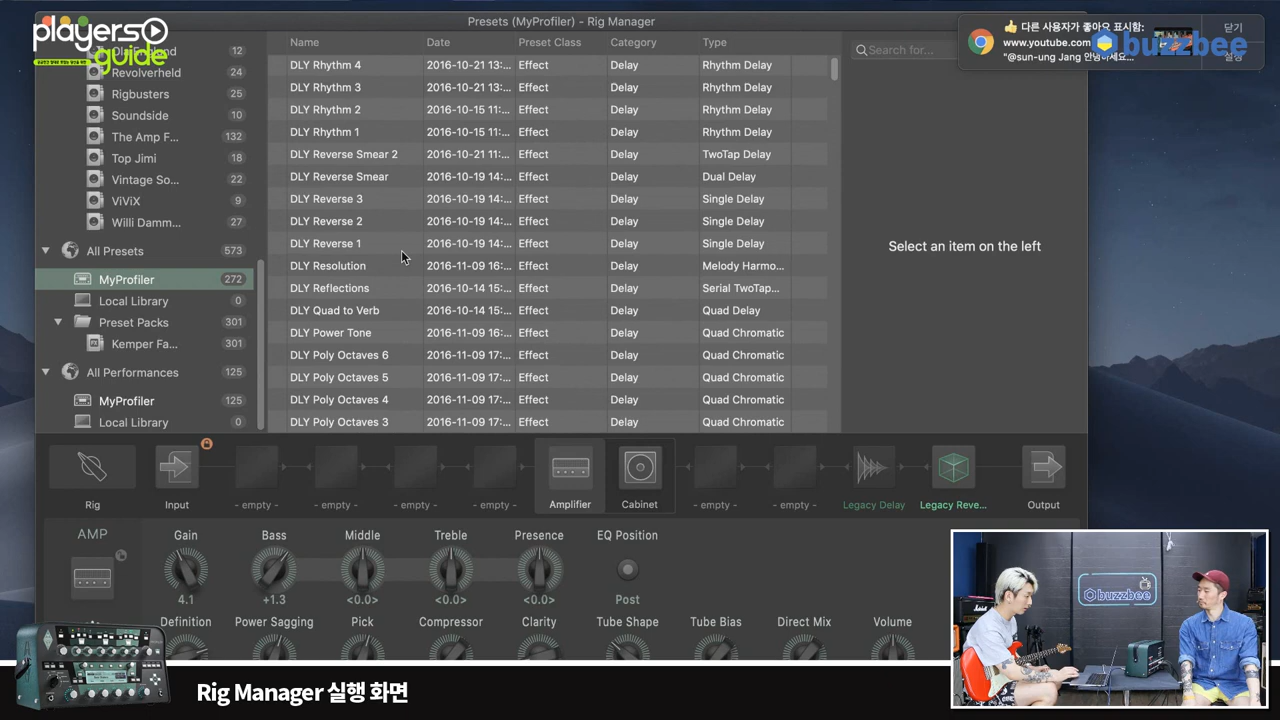 Presets (MyProfiler) - Rig Manager
players
guide
👍 다른 사용자가 좋아요 표시함:
www.youtube.com
"@sun-ung Jang 안녕하세요...
닫기
설정
buzzbee
Name Date Preset Class Category Type
Search for...
12
Revolverheld 24
Rigbusters 25
Soundside 10
The Amp F... 132
Top Jimi 18
Vintage So... 22
ViViX 9
Willi Damm... 27
All Presets 573
MyProfiler 272
Local Library 0
Preset Packs 301
Kemper Fa... 301
All Performances 125
MyProfiler 125
Local Library 0
DLY Rhythm 4 2016-10-21 13:... Effect Delay Rhythm Delay
DLY Rhythm 3 2016-10-21 13:... Effect Delay Rhythm Delay
DLY Rhythm 2 2016-10-15 11:... Effect Delay Rhythm Delay
DLY Rhythm 1 2016-10-15 11:... Effect Delay Rhythm Delay
DLY Reverse Smear 2 2016-10-21 11:... Effect Delay TwoTap Delay
DLY Reverse Smear 2016-10-19 14:... Effect Delay Dual Delay
DLY Reverse 3 2016-10-19 14:... Effect Delay Single Delay
DLY Reverse 2 2016-10-19 14:... Effect Delay Single Delay
DLY Reverse 1 2016-10-19 14:... Effect Delay Single Delay
DLY Resolution 2016-11-09 16:... Effect Delay Melody Harmo...
DLY Reflections 2016-10-14 15:... Effect Delay Serial TwoTap...
DLY Quad to Verb 2016-10-14 15:... Effect Delay Quad Delay
DLY Power Tone 2016-11-09 16:... Effect Delay Quad Chromatic
DLY Poly Octaves 6 2016-11-09 17:... Effect Delay Quad Chromatic
DLY Poly Octaves 5 2016-11-09 17:... Effect Delay Quad Chromatic
DLY Poly Octaves 4 2016-11-09 17:... Effect Delay Quad Chromatic
DLY Poly Octaves 3 2016-11-09 17:... Effect Delay Quad Chromatic
Select an item on the left
Rig Input - empty - - empty - - empty - - empty - Amplifier Cabinet - empty - - empty - Legacy Delay Legacy Reve... Output
AMP
Gain Bass Middle Treble Presence EQ Position
4.1 +1.3 <0.0> <0.0> <0.0> Post
Definition Power Sagging Pick Compressor Clarity Tube Shape Tube Bias Direct Mix Volume
buzzbee
Rig Manager 실행 화면